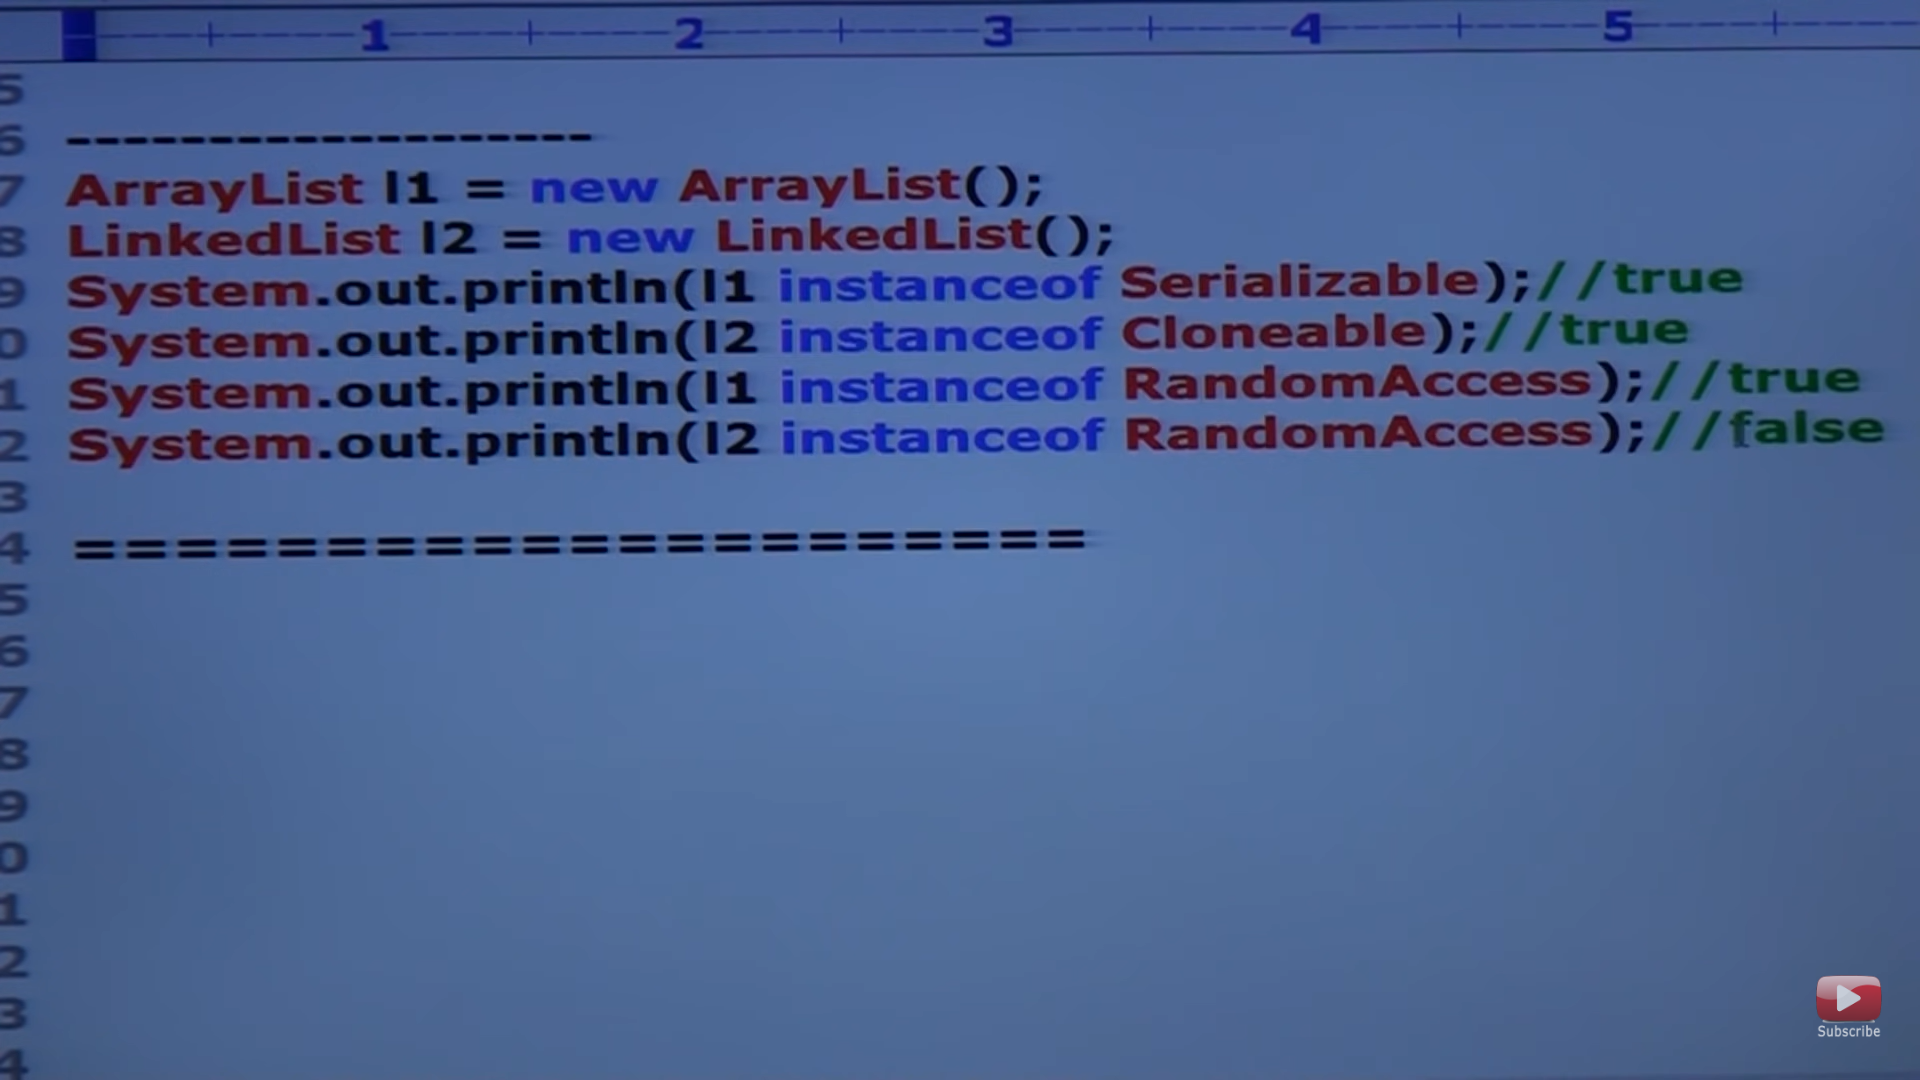 1 2 3 4 5
5
6 -------------------
7 ArrayList l1 = new ArrayList();
8 LinkedList l2 = new LinkedList();
9 System.out.println(l1 instanceof Serializable);//true
0 System.out.println(l2 instanceof Cloneable);//true
1 System.out.println(l1 instanceof RandomAccess);//true
2 System.out.println(l2 instanceof RandomAccess);//false
3
4 =====================
5
6
7
8
9
0
1
2
3
4
Subscribe